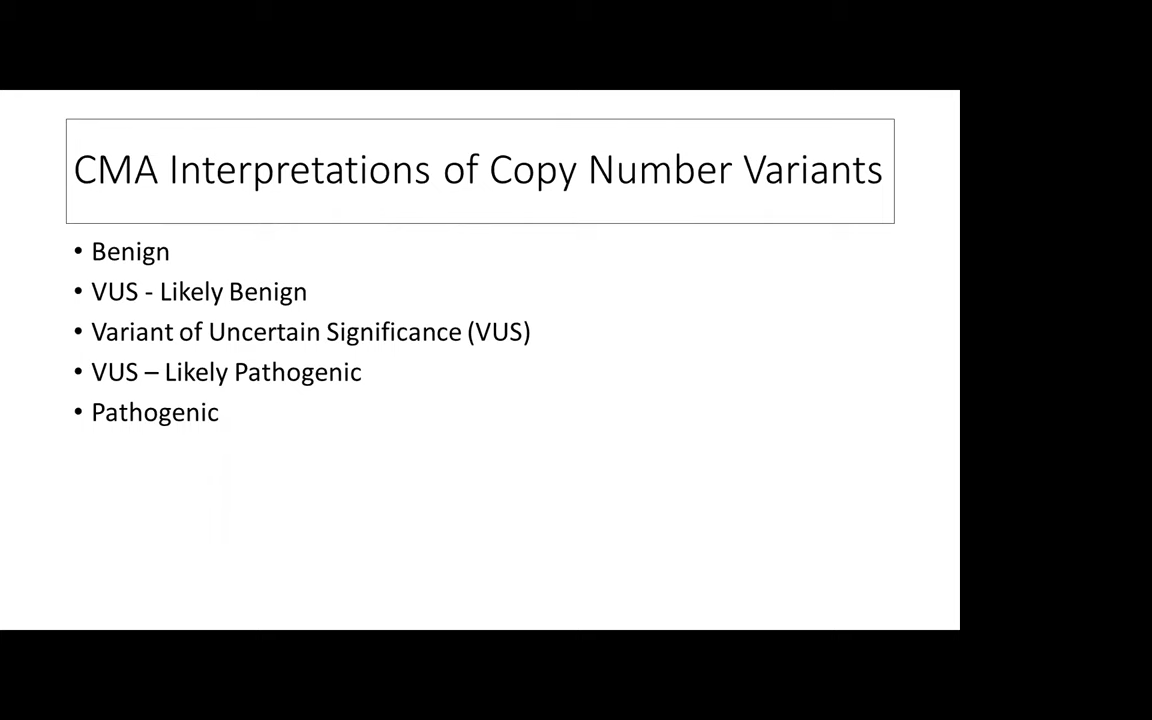 CMA Interpretations of Copy Number Variants
• Benign
• VUS - Likely Benign
• Variant of Uncertain Significance (VUS)
• VUS – Likely Pathogenic
• Pathogenic